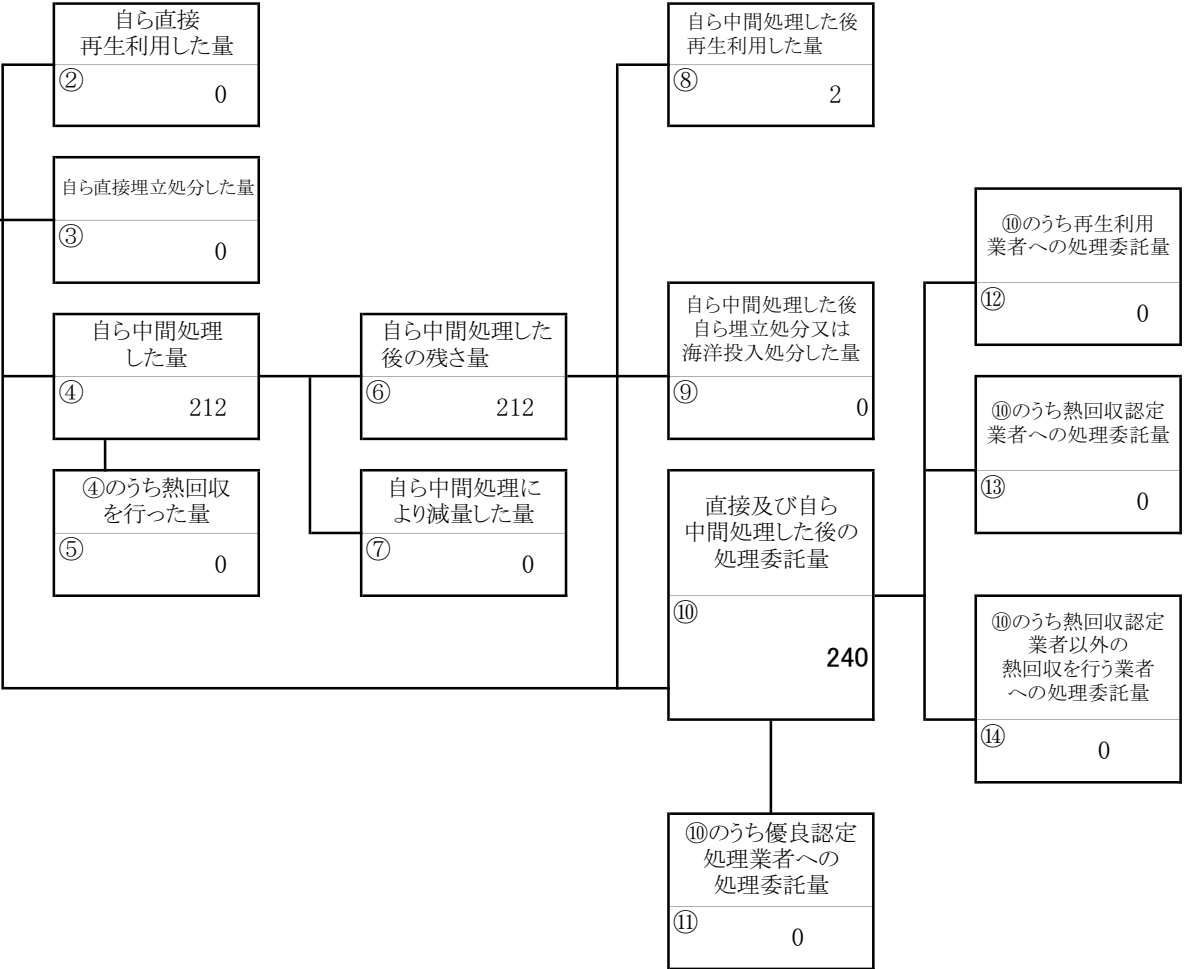 自ら直接
再生利用した量
②
0
自ら直接埋立処分した量
③
0
自ら中間処理
した量
④
212
④のうち熱回収
を行った量
⑤
0
自ら中間処理した
後の残さ量
⑥
212
自ら中間処理に
より減量した量
⑦
0
自ら中間処理した後
再生利用した量
⑧
2
自ら中間処理した後
自ら埋立処分又は
海洋投入処分した量
⑨
0
直接及び自ら
中間処理した後の
処理委託量
⑩
240
⑩のうち優良認定
処理業者への
処理委託量
⑪
0
⑩のうち再生利用
業者への処理委託量
⑫
0
⑩のうち熱回収認定
業者への処理委託量
⑬
0
⑩のうち熱回収認定
業者以外の
熱回収を行う業者
への処理委託量
⑭
0